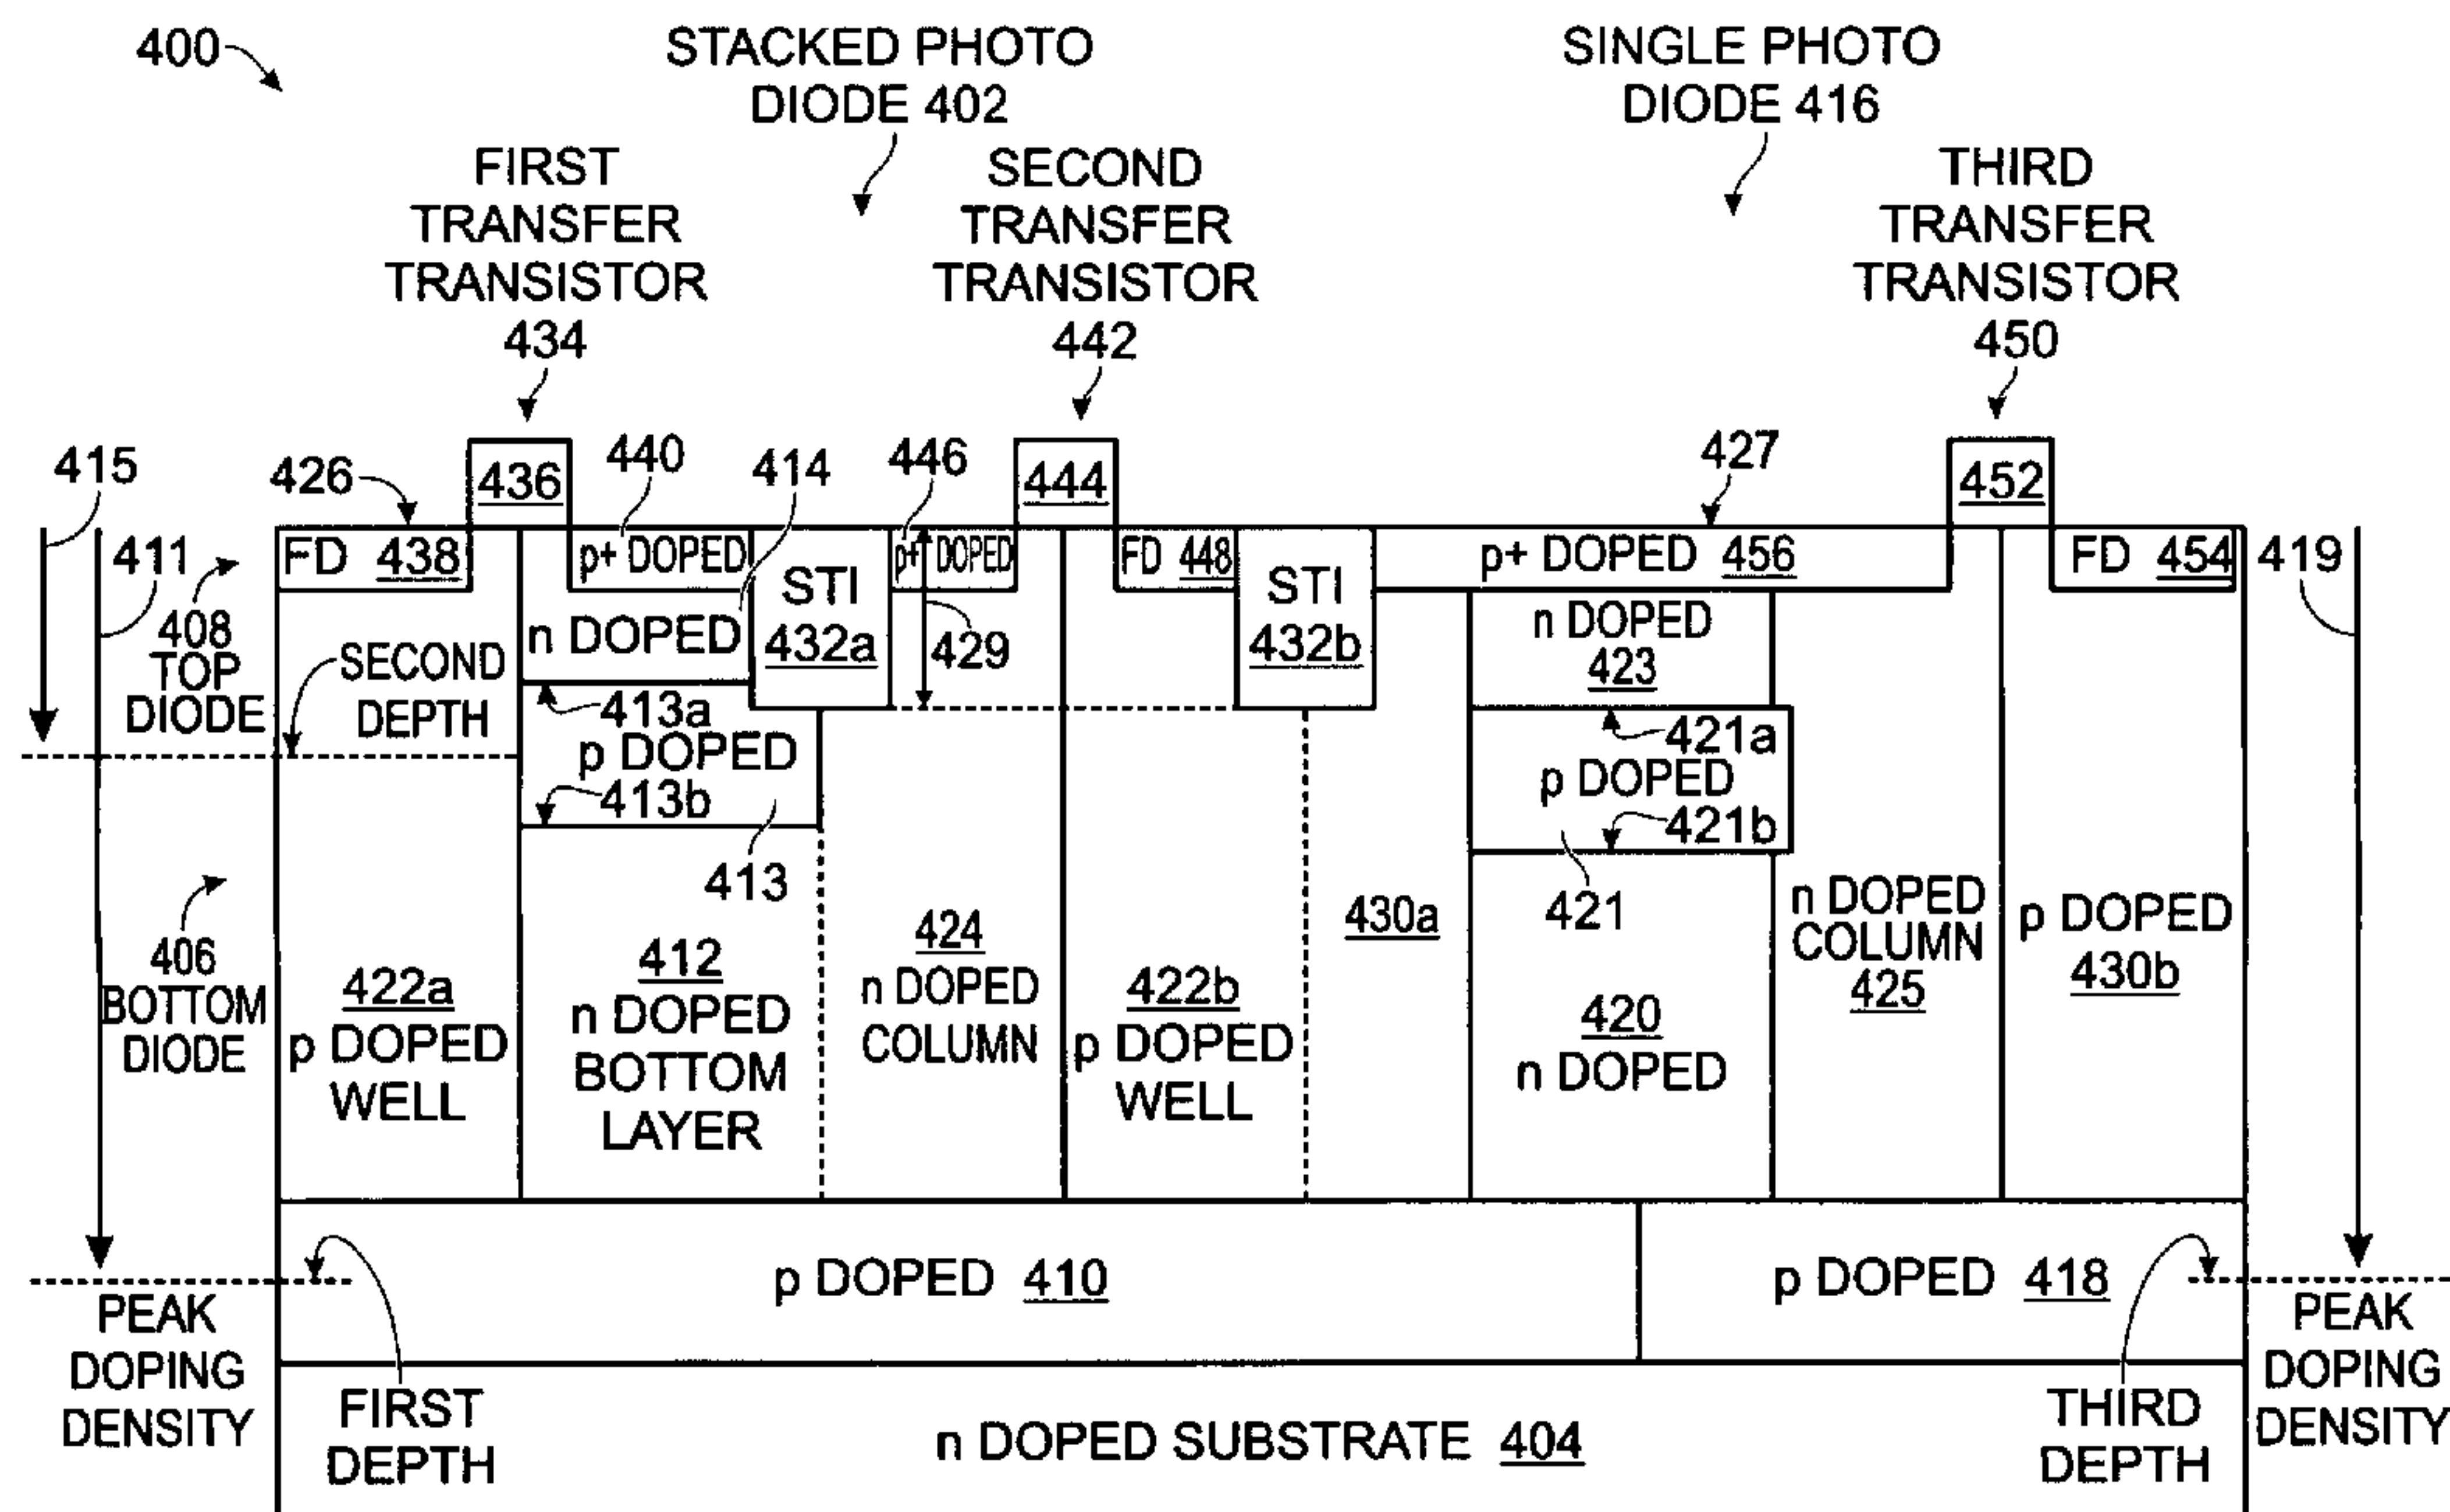 400
STACKED PHOTO
DIODE 402
SINGLE PHOTO
DIODE 416
FIRST
TRANSFER
TRANSISTOR
434
SECOND
TRANSFER
TRANSISTOR
442
THIRD
TRANSFER
TRANSISTOR
450
415
411
426
436
440
414
446
444
427
452
419
FD 438
p+ DOPED
STI
432a
p+ DOPED
FD 448
STI
432b
p+ DOPED 456
FD 454
408
TOP
DIODE
SECOND
DEPTH
n DOPED
429
n DOPED
423
413a
p DOPED
413b
413
421a
p DOPED
421b
421
406
BOTTOM
DIODE
422a
p DOPED
WELL
412
n DOPED
BOTTOM
LAYER
424
n DOPED
COLUMN
422b
p DOPED
WELL
430a
420
n DOPED
n DOPED
COLUMN
425
p DOPED
430b
p DOPED 410
p DOPED 418
PEAK
DOPING
DENSITY
FIRST
DEPTH
n DOPED SUBSTRATE 404
THIRD
DEPTH
PEAK
DOPING
DENSITY